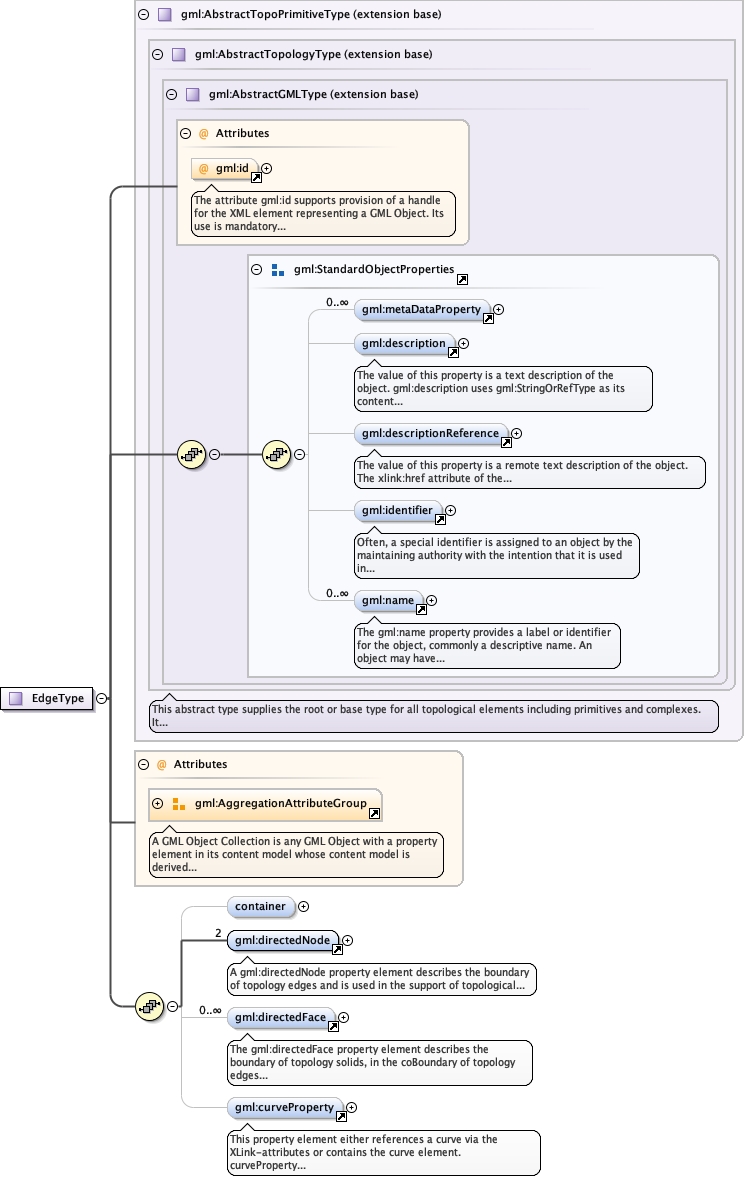 gml:AbstractTopoPrimitiveType (extension base)
gml:AbstractTopologyType (extension base)
gml:AbstractGMLType (extension base)
@ Attributes
@ gml:id
The attribute gml:id supports provision of a handle
for the XML element representing a GML Object. Its
use is mandatory...
gml:StandardObjectProperties
0..∞
gml:metaDataProperty
gml:description
The value of this property is a text description of the
object. gml:description uses gml:StringOrRefType as its
content...
gml:descriptionReference
The value of this property is a remote text description of the object.
The xlink:href attribute of the...
gml:identifier
Often, a special identifier is assigned to an object by the
maintaining authority with the intention that it is used
in...
0..∞
gml:name
The gml:name property provides a label or identifier
for the object, commonly a descriptive name. An
object may have...
EdgeType
This abstract type supplies the root or base type for all topological elements including primitives and complexes.
It...
@ Attributes
gml:AggregationAttributeGroup
A GML Object Collection is any GML Object with a property
element in its content model whose content model is
derived...
container
2
gml:directedNode
A gml:directedNode property element describes the boundary
of topology edges and is used in the support of topological...
0..∞
gml:directedFace
The gml:directedFace property element describes the
boundary of topology solids, in the coBoundary of topology
edges...
gml:curveProperty
This property element either references a curve via the
XLink-attributes or contains the curve element.
curveProperty...